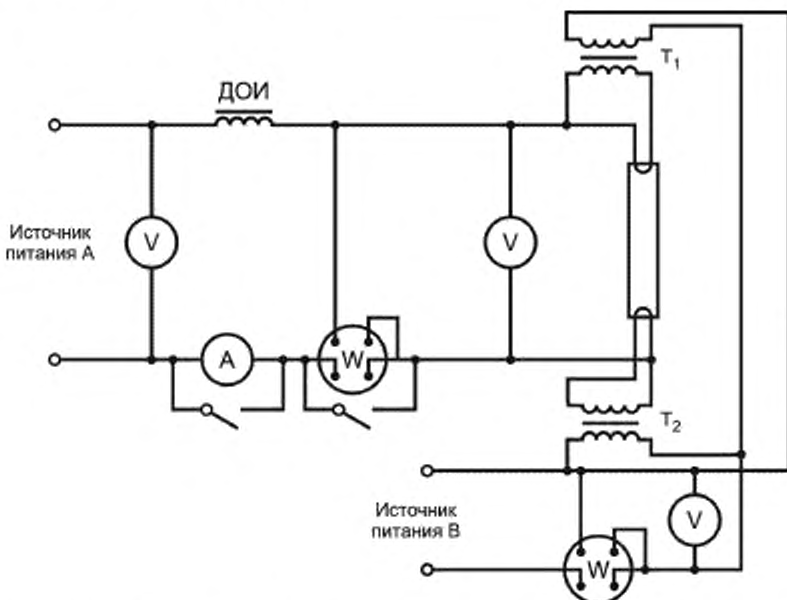 T1
ДОИ
Источник
питания A
V
V
A
W
T2
Источник
питания B
V
W